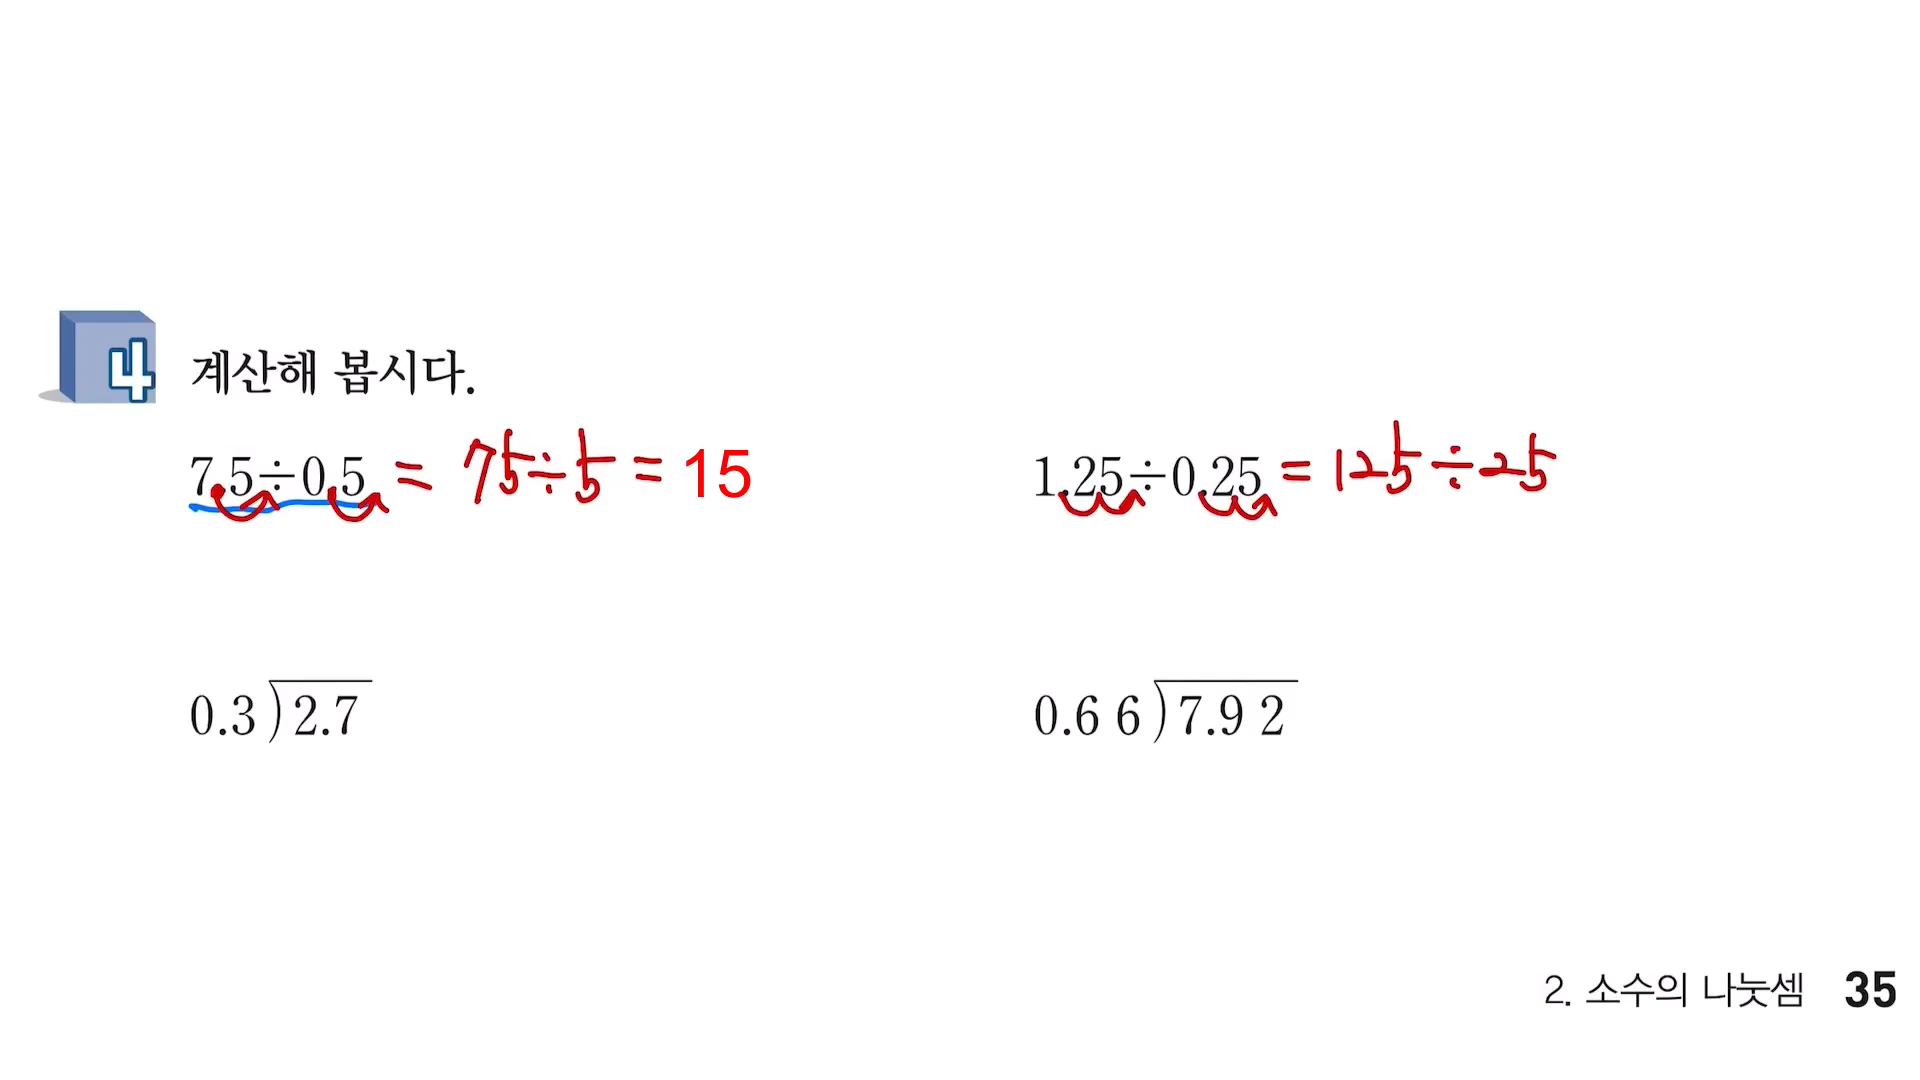 4 계산해 봅시다.
7.5÷0.5 = 75÷5 = 15
1.25÷0.25 = 125÷25
0.3)2.7
0.6 6)7.9 2
2. 소수의 나눗셈 35